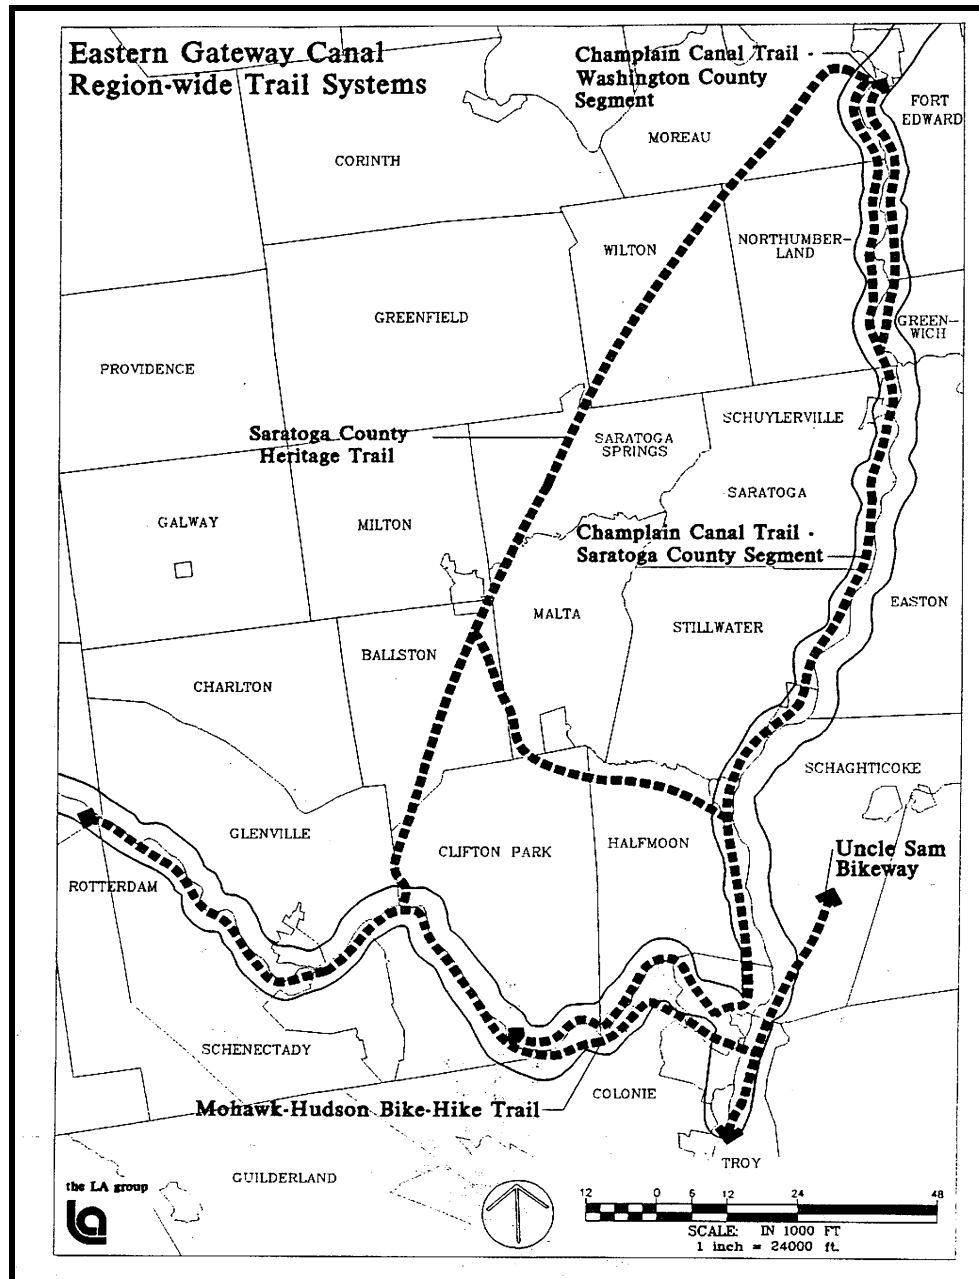 Eastern Gateway Canal
Region-wide Trail Systems
Champlain Canal Trail -
Washington County
Segment
FORT
EDWARD
MOREAU
CORINTH
WILTON
NORTHUMBER-
LAND
GREENFIELD
GREEN-
WICH
PROVIDENCE
SCHUYLERVILLE
Saratoga County
Heritage Trail
SARATOGA
SPRINGS
SARATOGA
GALWAY
MILTON
Champlain Canal Trail -
Saratoga County Segment
EASTON
MALTA
STILLWATER
BALLSTON
CHARLTON
SCHAGHTICOKE
GLENVILLE
CLIFTON PARK
HALFMOON
Uncle Sam
Bikeway
ROTTERDAM
SCHENECTADY
COLONIE
Mohawk-Hudson Bike-Hike Trail
TROY
GUILDERLAND
the LA group
la
12 0 6 12 24 48
SCALE: IN 1000 FT
1 inch = 24000 ft.